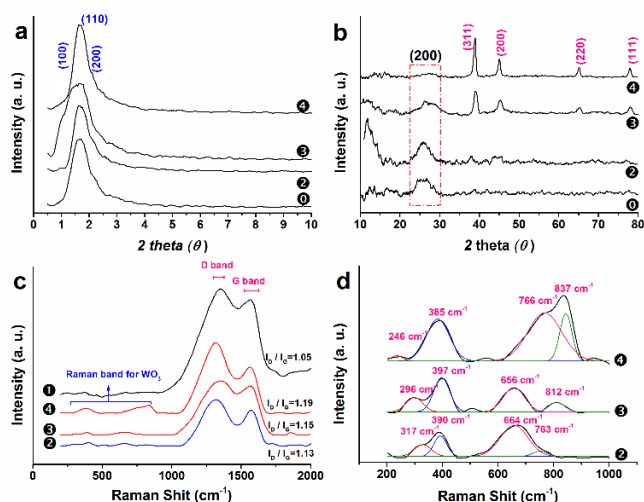 a
(110)
(100)
(200)
4
3
2
0
Intensity (a. u.)
0 1 2 3 4 5 6 7 8 9 10
2 theta (θ)
b
(311)
(200)
(220)
(111)
(200)
4
3
2
0
Intensity (a. u.)
10 20 30 40 50 60 70 80
2 theta (θ)
c
D band
G band
Raman band for WO3
ID / IG=1.05
ID / IG=1.19
ID / IG=1.15
ID / IG=1.13
1
4
3
2
Intensity (a. u.)
0 500 1000 1500 2000
Raman Shit (cm-1)
d
837 cm-1
766 cm-1
385 cm-1
246 cm-1
4
397 cm-1
296 cm-1
656 cm-1
812 cm-1
3
390 cm-1
317 cm-1
664 cm-1
763 cm-1
2
Intensity (a. u.)
200 400 600 800 1000
Raman Shit (cm-1)